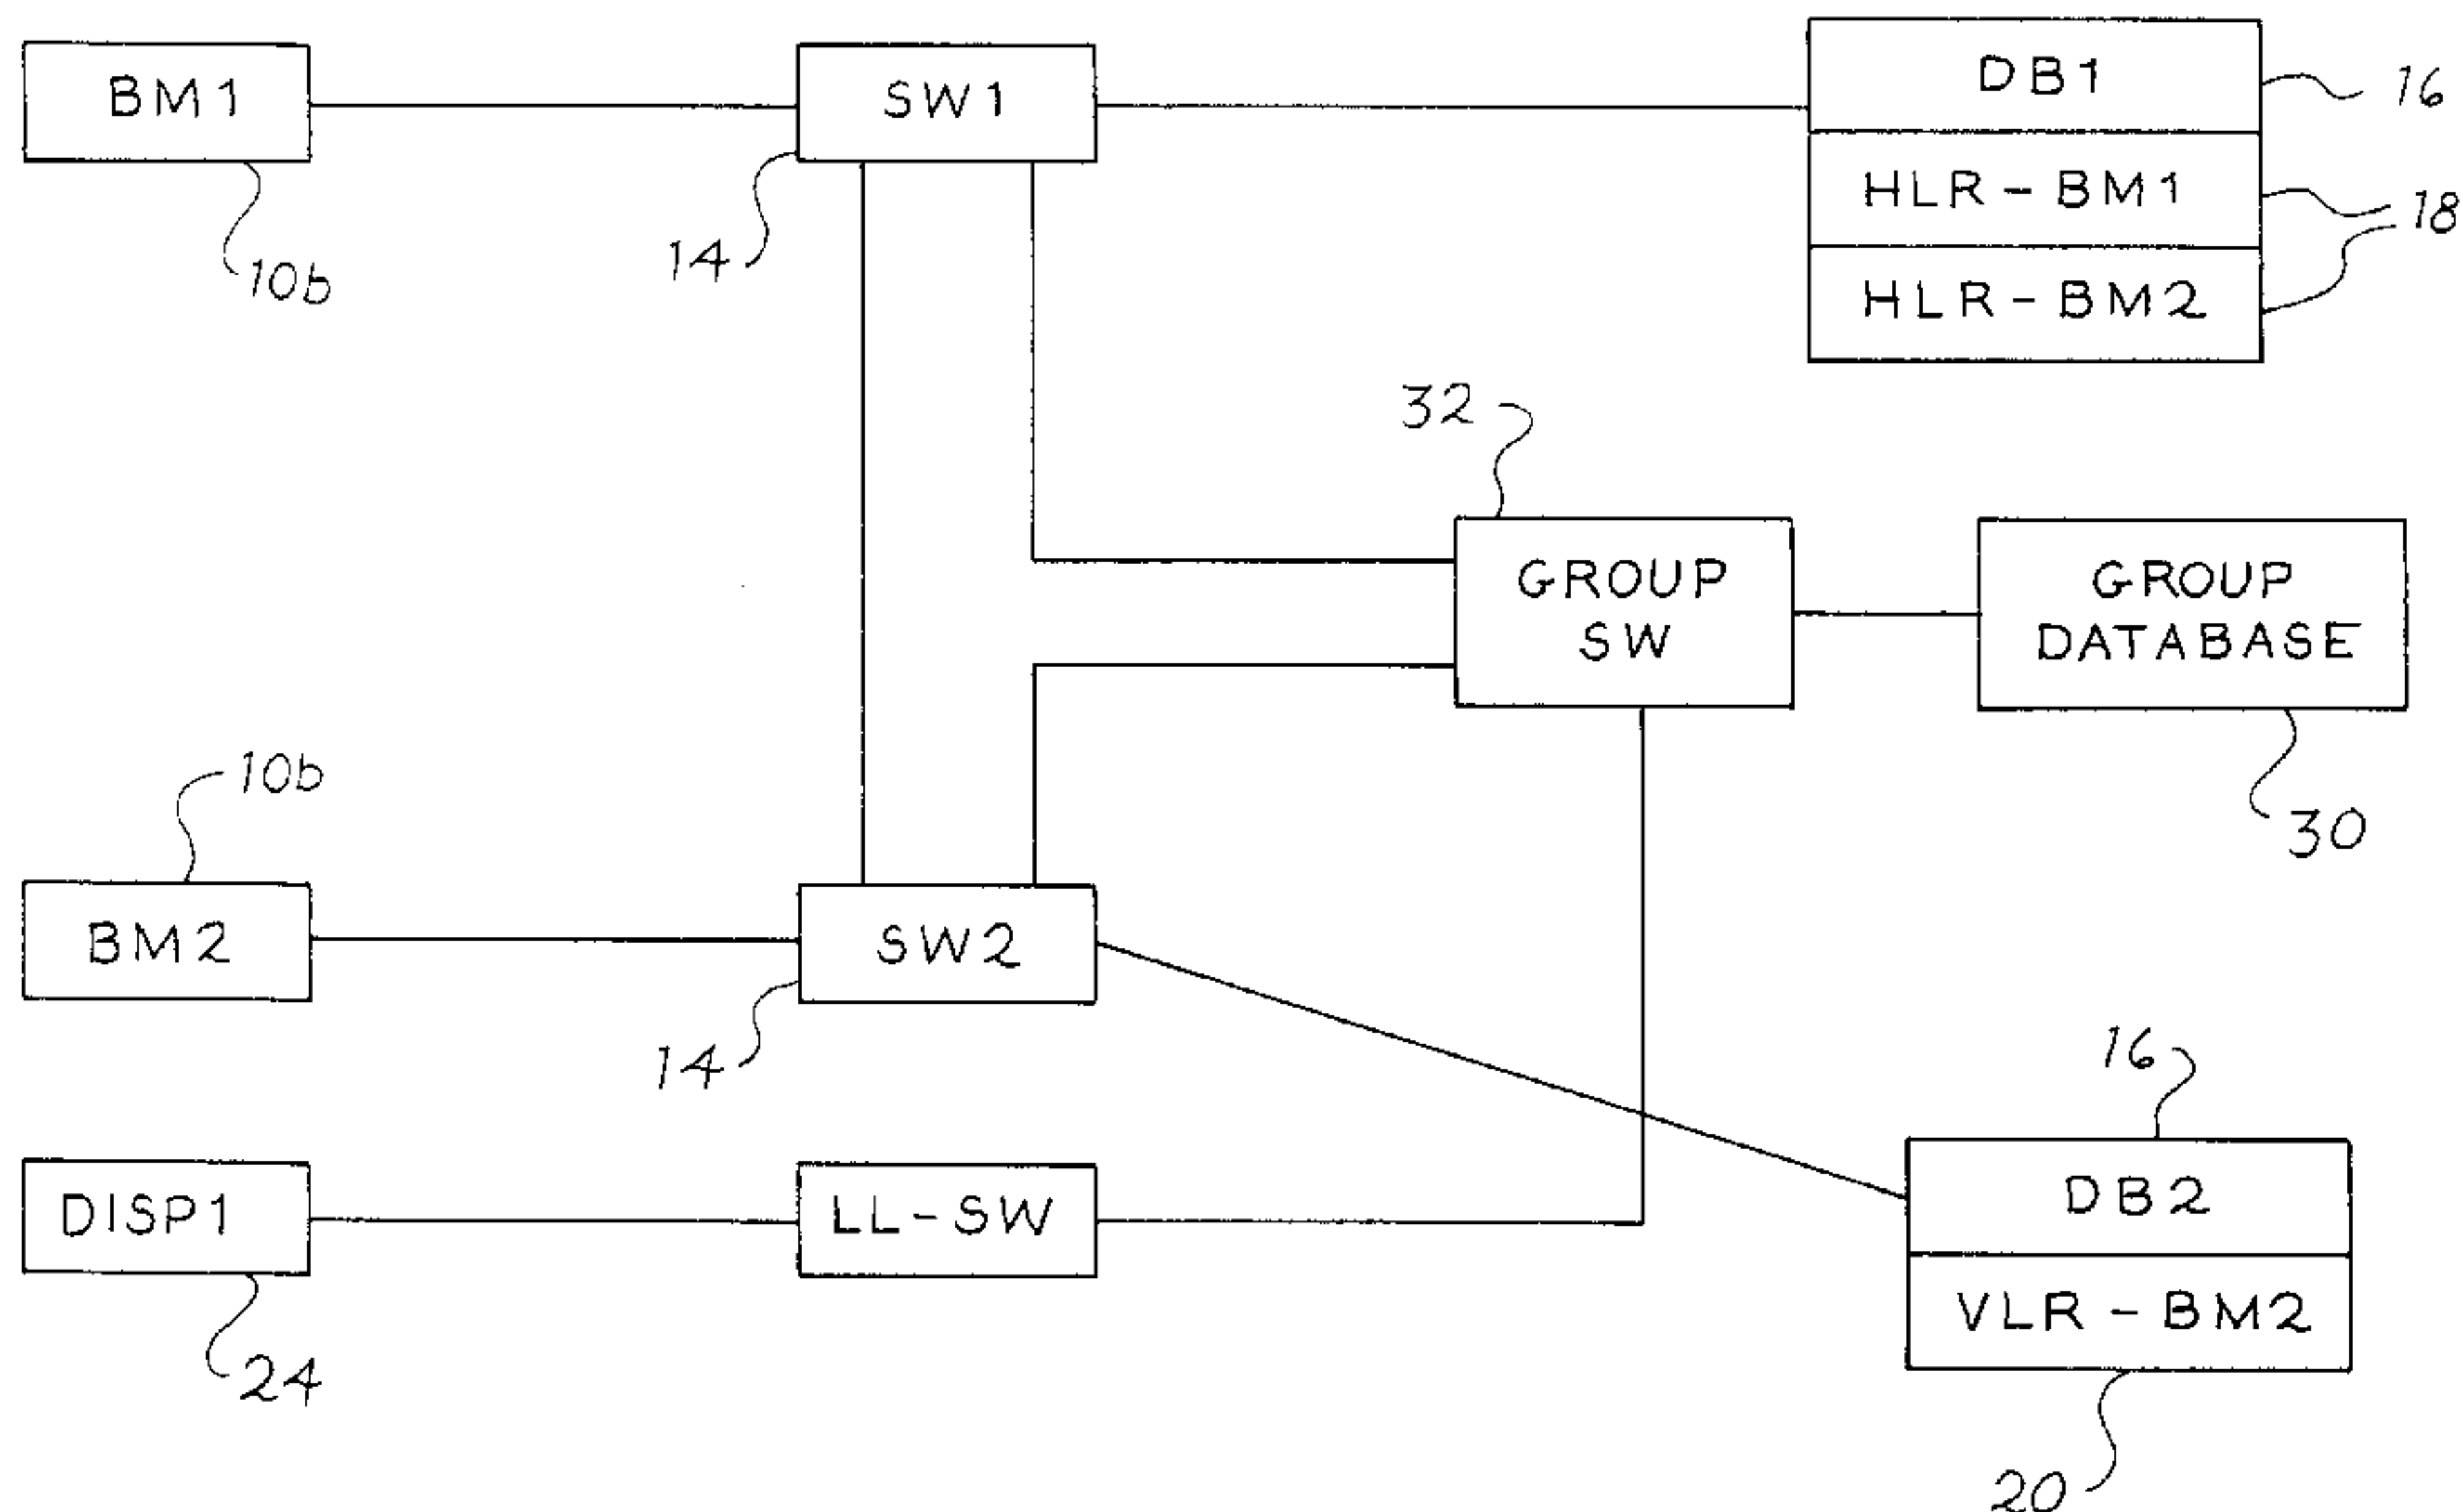 BM1
SW1
DB1
16
HLR-BM1
18
HLR-BM2
10b
14
32
GROUP
SW
GROUP
DATABASE
10b
30
BM2
SW2
14
16
DISP1
LL-SW
DB2
VLR-BM2
24
20